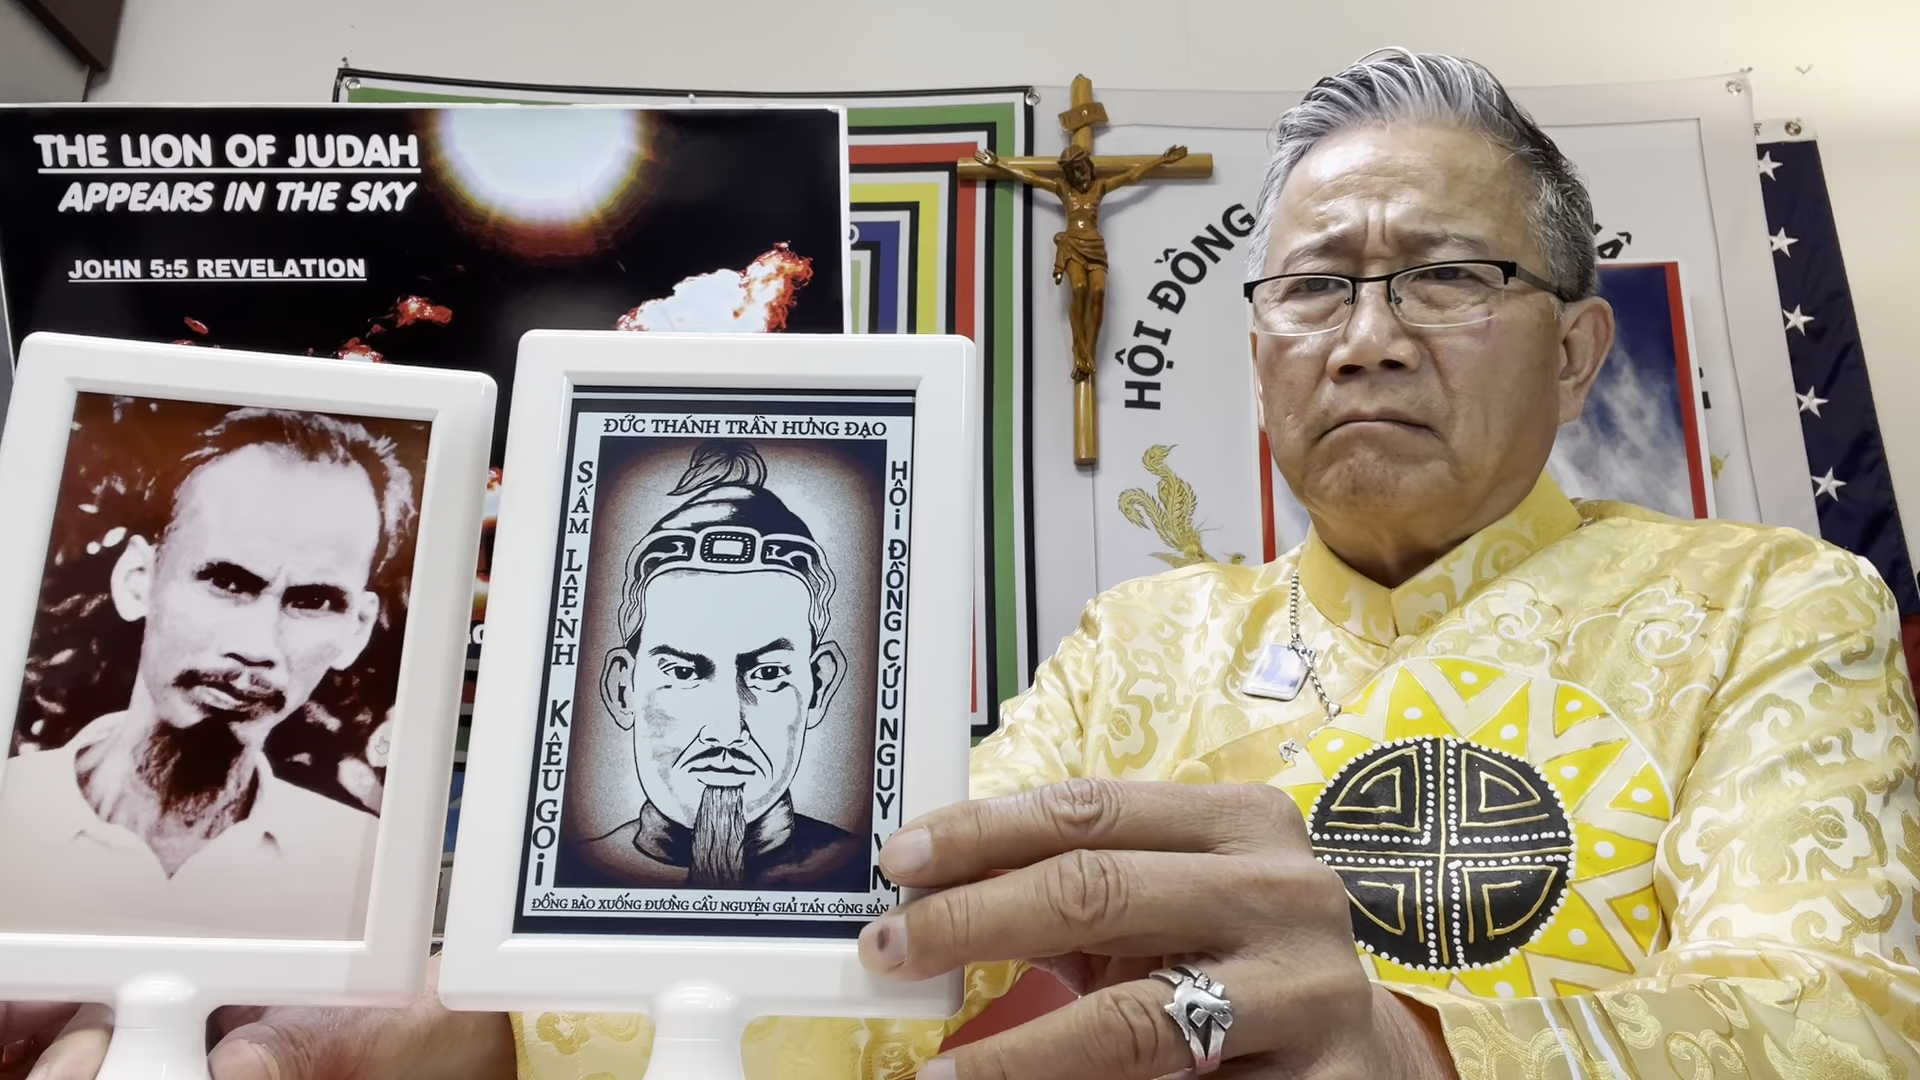 THE LION OF JUDAH
APPEARS IN THE SKY
JOHN 5:5 REVELATION
HỘI ĐỒNG
ĐỨC THÁNH TRẦN HƯNG ĐẠO
SẤM LỆNH KÊU GỌI
HỘI ĐỒNG CỨU NGUY V.N.
ĐỒNG BÀO XUỐNG ĐƯỜNG CẦU NGUYỆN GIẢI TÁN CỘNG SẢN